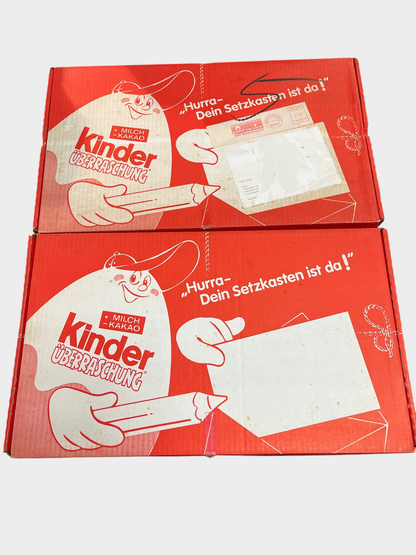 „Hurra-
Dein Setzkasten ist da!"
+ MILCH
- KAKAO
Kinder
ÜBERRASCHUNG
„Hurra-
Dein Setzkasten ist da!"
+ MILCH
- KAKAO
Kinder
ÜBERRASCHUNG